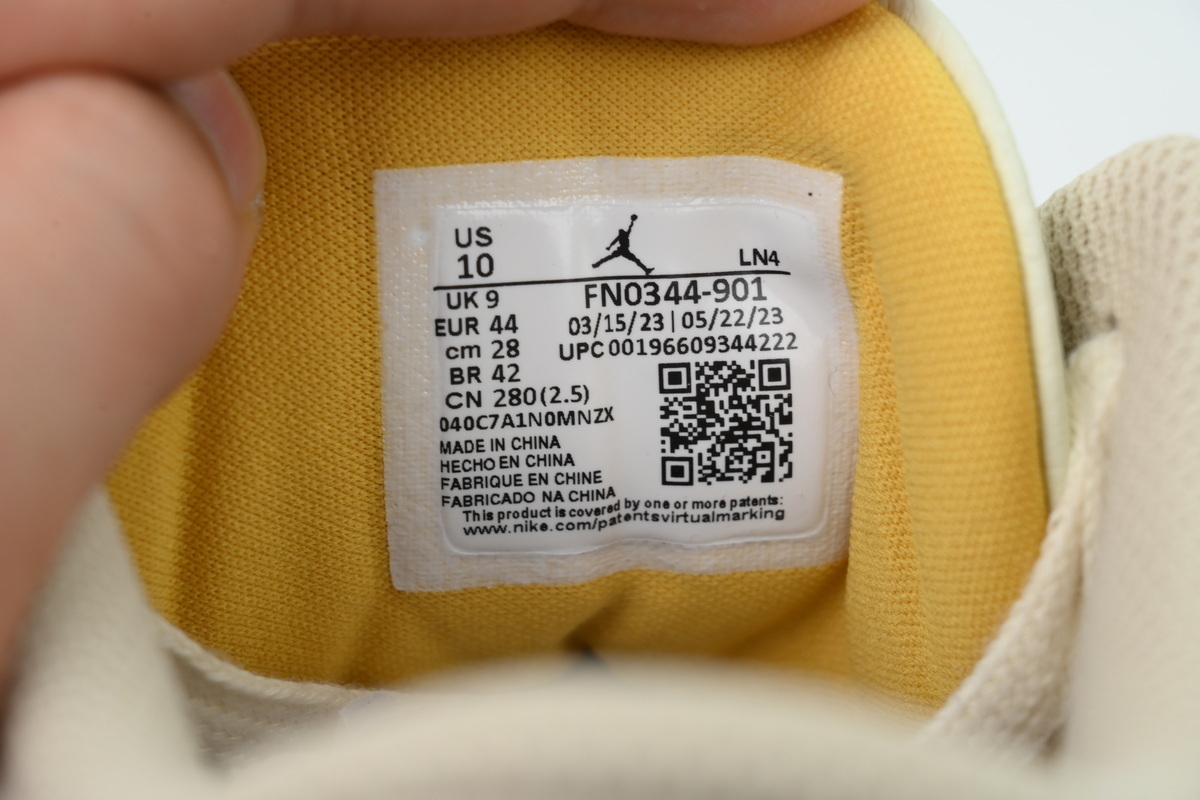 US
10
LN4
UK 9
EUR 44
cm 28
BR 42
CN 280(2.5)
040C7A1N0MNZX
FN0344-901
03/15/23 | 05/22/23
UPC 00196609344222
MADE IN CHINA
HECHO EN CHINA
FABRIQUE EN CHINE
FABRICADO NA CHINA
This product is covered by one or more patents:
www.nike.com/patentsvirtualmarking